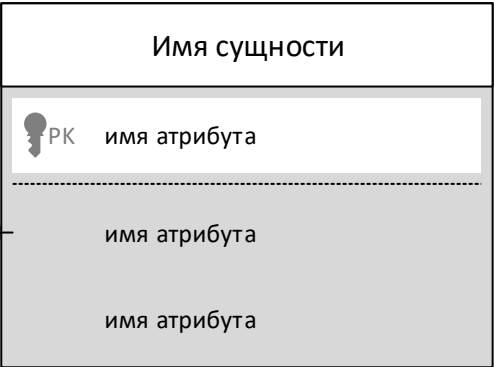 Имя сущности
PK имя атрибута
имя атрибута
имя атрибута